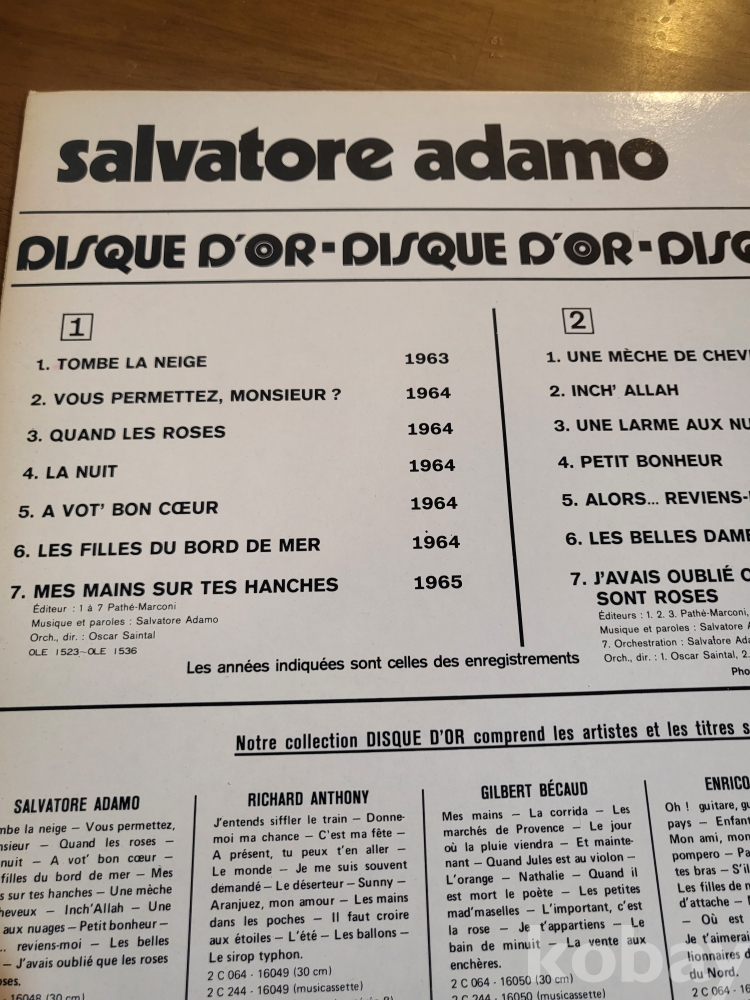 salvatore adamo
DISQUE D'OR-DISQUE D'OR-
1
1. TOMBE LA NEIGE 1963
2. VOUS PERMETTEZ, MONSIEUR ? 1964
3. QUAND LES ROSES 1964
4. LA NUIT 1964
5. A VOT' BON CŒUR 1964
6. LES FILLES DU BORD DE MER 1964
7. MES MAINS SUR TES HANCHES 1965
Éditeur : 1 à 7 Pathé-Marconi
Musique et paroles : Salvatore Adamo
Orch., dir. : Oscar Saintal
OLE 1523~OLE 1536
2
1. UNE MÈCHE DE
2. INCH' ALLAH
3. UNE LARME AUX
4. PETIT BONHEUR
5. ALORS... REVIENS-
6. LES BELLES
7. J'AVAIS OUBLIÉ
SONT ROSES
Éditeurs : 1. 2. 3. Pathé-Marconi,
Musique et paroles : Salvatore
7. Orchestration : Salvatore
Orch., dir. : 1. Oscar Saintal, 2.
Les années indiquées sont celles des enregistrements
Notre collection DISQUE D'OR comprend les artistes et les titres
SALVATORE ADAMO
la neige – Vous permettez,
– Quand les roses –
nuit – A vot' bon cœur –
filles du bord de mer – Mes
sur tes hanches – Une mèche
– Inch'Allah – Une
aux nuages – Petit bonheur –
... reviens-moi – Les belles
– J'avais oublié que les roses
16048 (30 cm)
RICHARD ANTHONY
J'entends siffler le train – Donne-
moi ma chance – C'est ma fête –
A présent, tu peux t'en aller –
Le monde – Je me suis souvent
demandé – Le déserteur – Sunny –
Aranjuez, mon amour – Les mains
dans les poches – Il faut croire
aux étoiles – L'été – Les ballons –
Le sirop typhon.
2 C 064 - 16049 (30 cm)
2 C 244 - 16049 (musicassette)
GILBERT BÉCAUD
Mes mains – La corrida – Les
marchés de Provence – Le jour
où la pluie viendra – Et mainte-
nant – Quand Jules est au violon –
L'orange – Nathalie – Quand il
est mort le poète – Les petites
mad'maselles – L'important, c'est
la rose – Je t'appartiens – Le
bain de minuit – La vente aux
enchères.
2 C 064 - 16050 (30 cm)
2 C 244 - 16050 (musicassette)
ENRICO
Oh ! guitare,
pays –
Mon ami, mon
pompero –
tes bras –
Les filles de
d'attache –
– Où est
Je t'aimerai
du Nord.
2 C 064 -
kobay